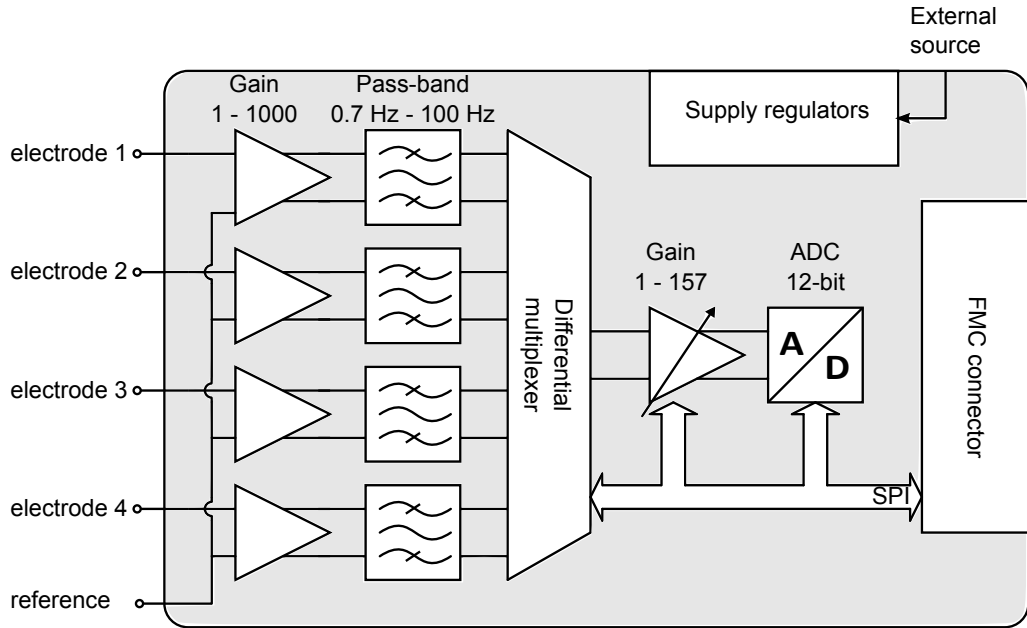 External
source
Gain
1 - 1000
Pass-band
0.7 Hz - 100 Hz
Supply regulators
electrode 1
electrode 2
Gain
1 - 157
ADC
12-bit
Differential
multiplexer
FMC connector
A
D
electrode 3
SPI
electrode 4
reference